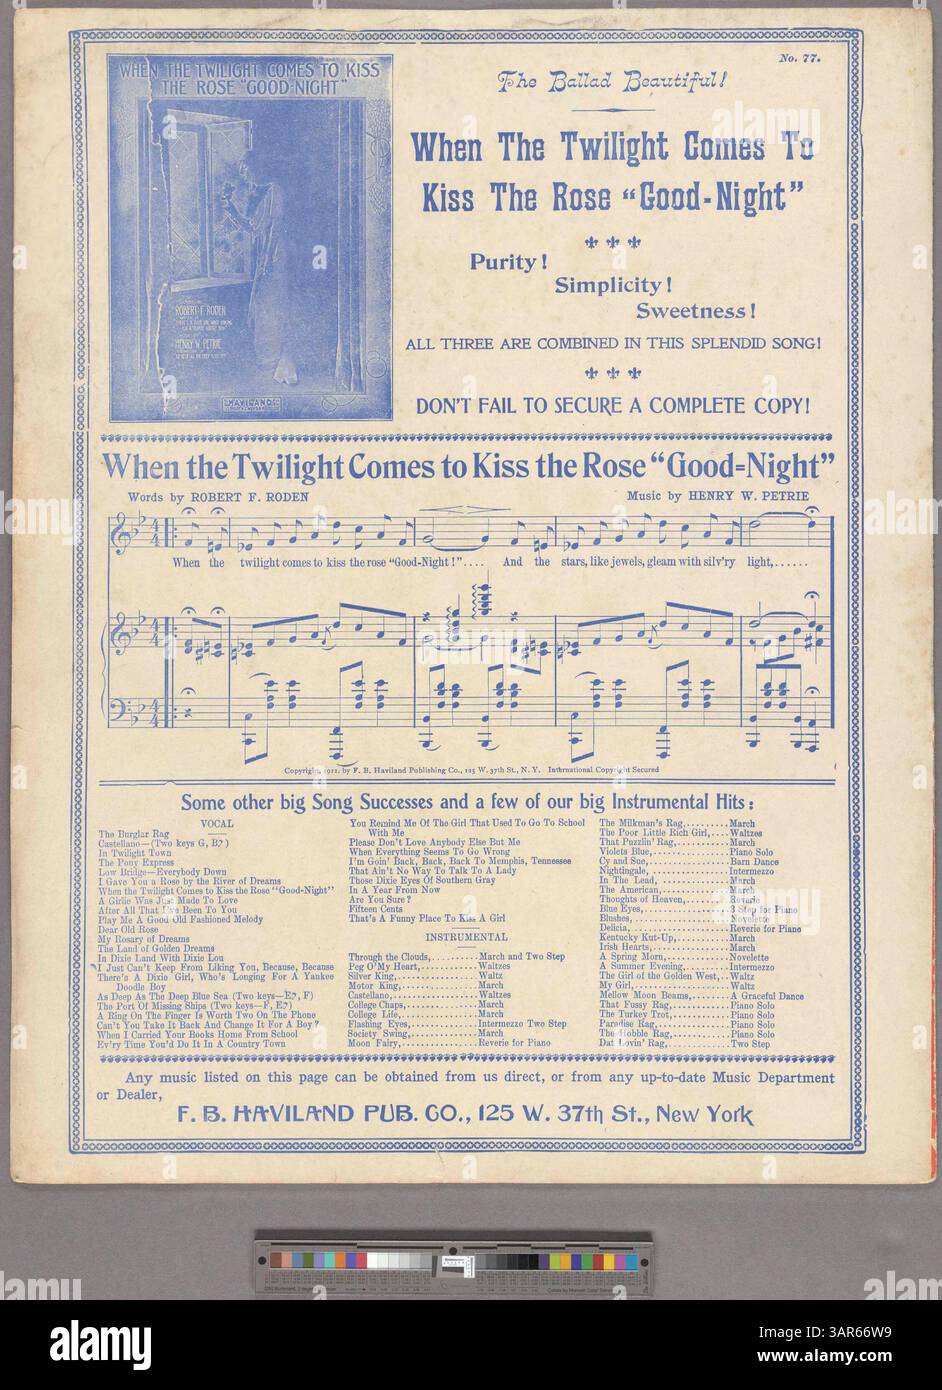 No. 77.
WHEN THE TWILIGHT COMES TO KISS
THE ROSE "GOOD-NIGHT"
ROBERT F. RODEN
HENRY W. PETRIE
HAVILAND
The Ballad Beautiful!
When The Twilight Comes To
Kiss The Rose "Good-Night"
Purity!
Simplicity!
Sweetness!
ALL THREE ARE COMBINED IN THIS SPLENDID SONG!
DON'T FAIL TO SECURE A COMPLETE COPY!
When the Twilight Comes to Kiss the Rose "Good=Night"
Words by ROBERT F. RODEN
Music by HENRY W. PETRIE
When the twilight comes to kiss the rose "Good-Night!".... And the stars, like jewels, gleam with silv'ry light,......
Copyright, 1912, by F. B. Haviland Publishing Co., 125 W. 37th St., N. Y. International Copyright Secured
Some other big Song Successes and a few of our big Instrumental Hits:
VOCAL
The Burglar Rag
Castellano—(Two keys G, B♭)
In Twilight Town
The Pony Express
Low Bridge—Everybody Down
I Gave You a Rose by the River of Dreams
When the Twilight Comes to Kiss the Rose "Good-Night"
A Girlie Was Just Made To Love
After All That I've Been To You
Play Me A Good Old Fashioned Melody
Dear Old Rose
My Rosary of Dreams
The Land of Golden Dreams
In Dixie Land With Dixie Lou
I Just Can't Keep From Liking You, Because, Because
There's A Dixie Girl, Who's Longing For A Yankee
Doodle Boy
As Deep As The Deep Blue Sea (Two keys—E♭, F)
The Port Of Missing Ships (Two keys—F, E♭)
A Ring On The Finger Is Worth Two On The Phone
Can't You Take It Back And Change It For A Boy?
When I Carried Your Books Home From School
Ev'ry Time You'd Do It In A Country Town
You Remind Me Of The Girl That Used To Go To School
With Me
Please Don't Love Anybody Else But Me
When Everything Seems To Go Wrong
I'm Goin' Back, Back, Back To Memphis, Tennessee
That Ain't No Way To Talk To A Lady
Those Dixie Eyes Of Southern Gray
In A Year From Now
Are You Sure?
Fifteen Cents
That's A Funny Place To Kiss A Girl
INSTRUMENTAL
Through the Clouds,..........March and Two Step
Peg O'My Heart,..........Waltzes
Silver King,..........Waltz
Motor King,..........March
Castellano,..........Waltzes
College Chaps,..........March
College Life,..........March
Flashing Eyes,..........Intermezzo Two Step
Society Swing,..........March
Moon Fairy,..........Reverie for Piano
The Milkman's Rag,..........March
The Poor Little Rich Girl,....Waltzes
That Puzzlin' Rag,..........March
Violets Blue,..........Piano Solo
Cy and Sue,..........Barn Dance
Nightingale,..........Intermezzo
In The Lead,..........March
The American,..........March
Thoughts of Heaven,..........Reverie
Blue Eyes,..........3 Step for Piano
Blushes,..........Novelette
Delicia,..........Reverie for Piano
Kentucky Kut-Up,..........March
Irish Hearts,..........March
A Spring Morn,..........Novelette
A Summer Evening,..........Intermezzo
The Girl of the Golden West,..Waltz
My Girl,..........Waltz
Mellow Moon Beams,..........A Graceful Dance
That Fussy Rag,..........Piano Solo
The Turkey Trot,..........Piano Solo
Paradise Rag,..........Piano Solo
The Hobble Rag,..........Piano Solo
Dat Lovin' Rag,..........Two Step
Any music listed on this page can be obtained from us direct, or from any up-to-date Music Department
or Dealer,
F. B. HAVILAND PUB. CO., 125 W. 37th St., New York
alamy
Image ID: 3AR66W9
www.alamy.com